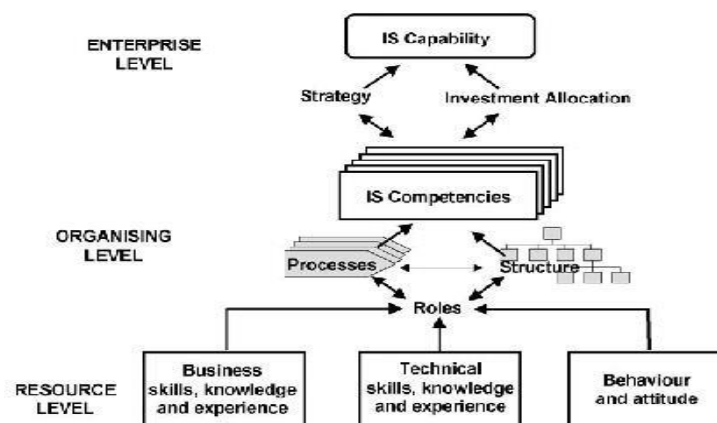 ENTERPRISE
LEVEL
IS Capability
Strategy
Investment Allocation
IS Competencies
ORGANISING
LEVEL
Processes
Structure
Roles
RESOURCE
LEVEL
Business
skills, knowledge
and experience
Technical
skills, knowledge
and experience
Behaviour
and attitude